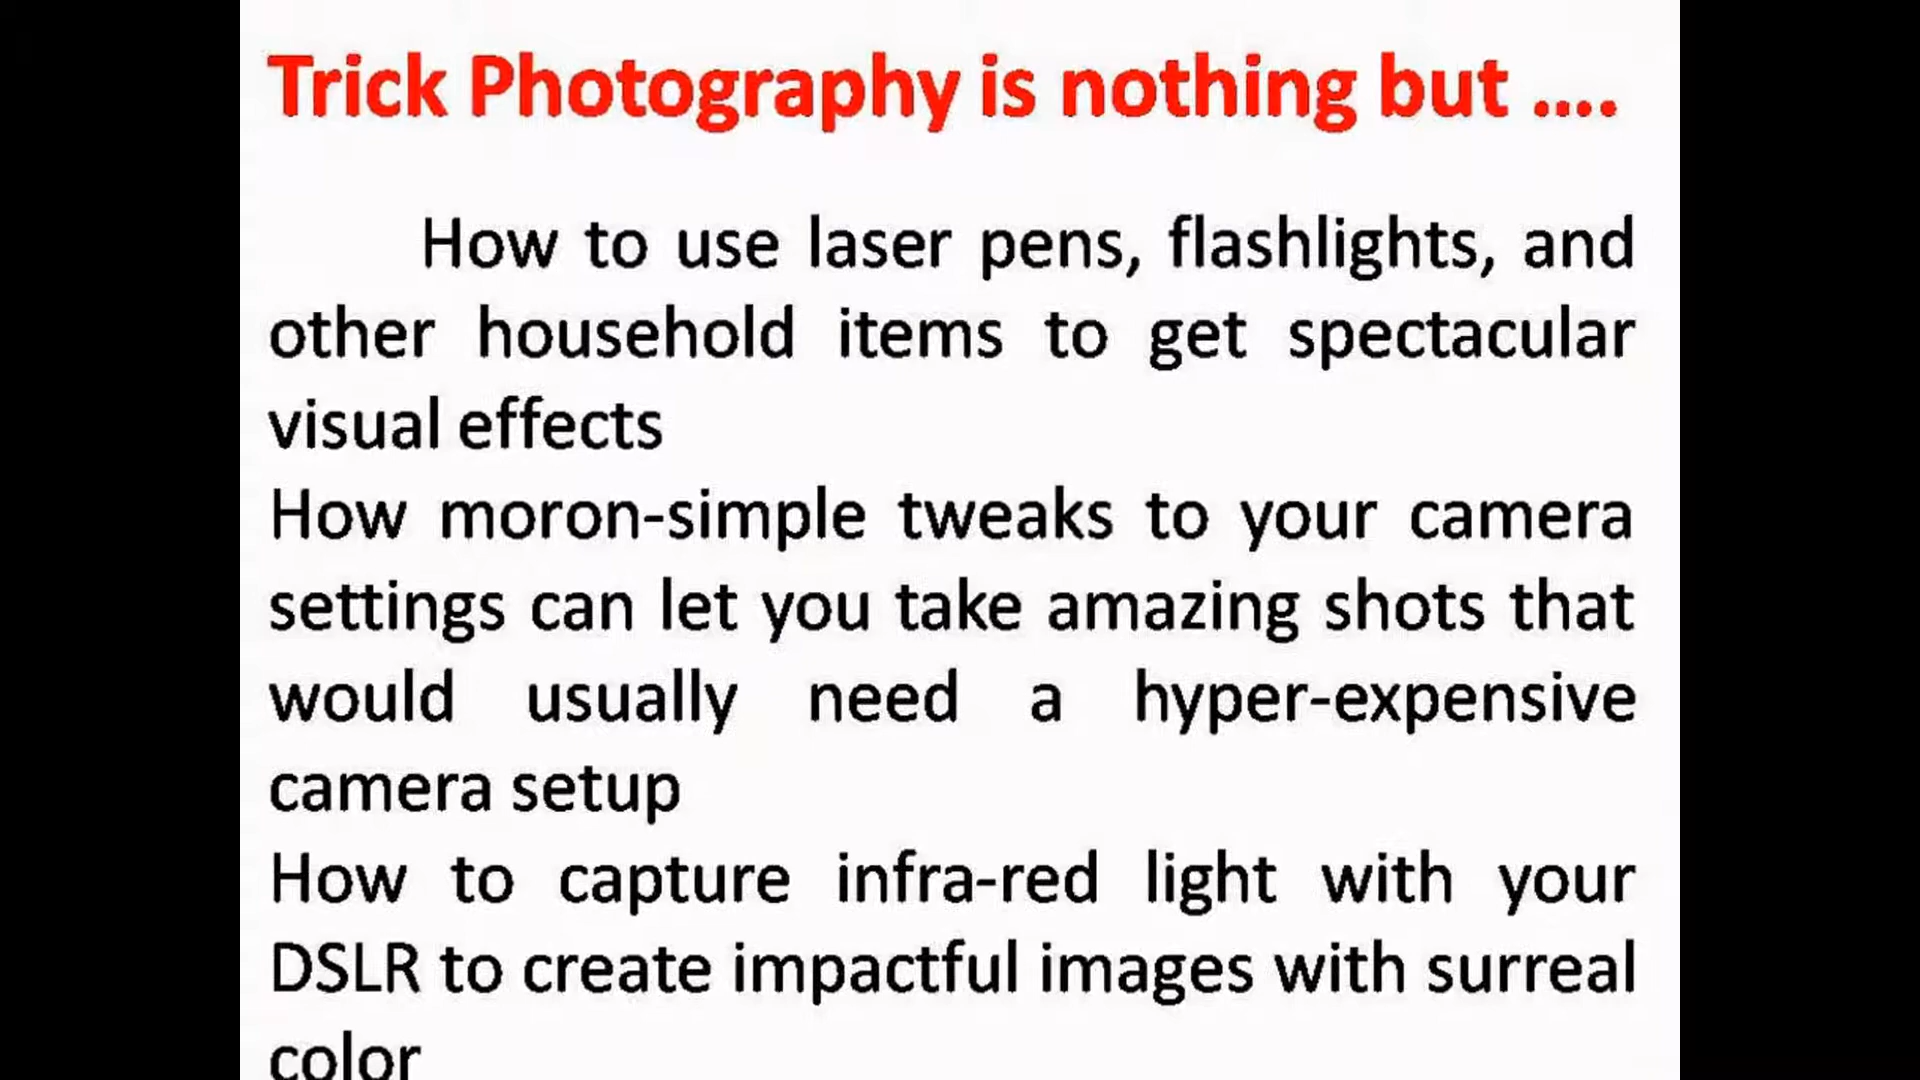 Trick Photography is nothing but ....
How to use laser pens, flashlights, and
other household items to get spectacular
visual effects
How moron-simple tweaks to your camera
settings can let you take amazing shots that
would usually need a hyper-expensive
camera setup
How to capture infra-red light with your
DSLR to create impactful images with surreal
color